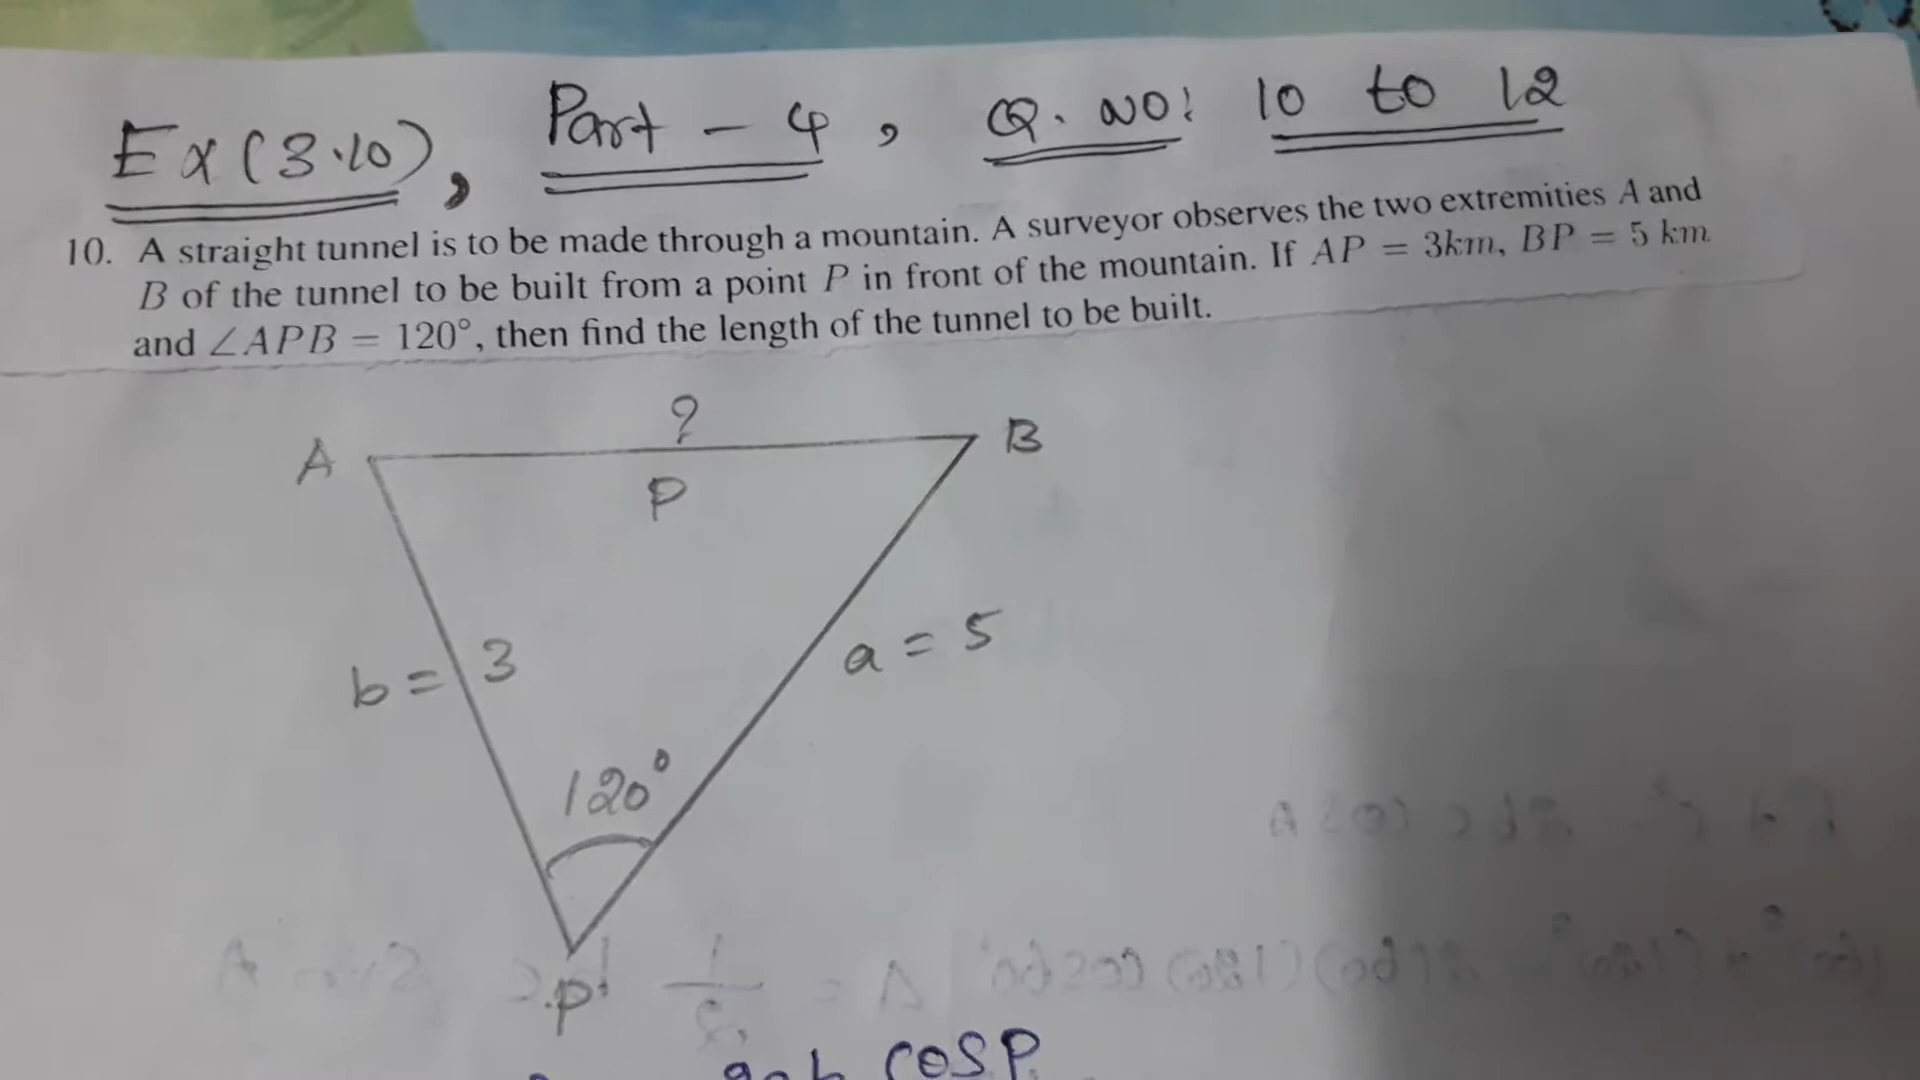 Ex(3.10), Part - 4, Q. NO: 10 to 12
10. A straight tunnel is to be made through a mountain. A surveyor observes the two extremities A and
B of the tunnel to be built from a point P in front of the mountain. If AP = 3km, BP = 5 km
and ∠APB = 120°, then find the length of the tunnel to be built.
?
A B
P
b = 3 a = 5
120°
P
cos P